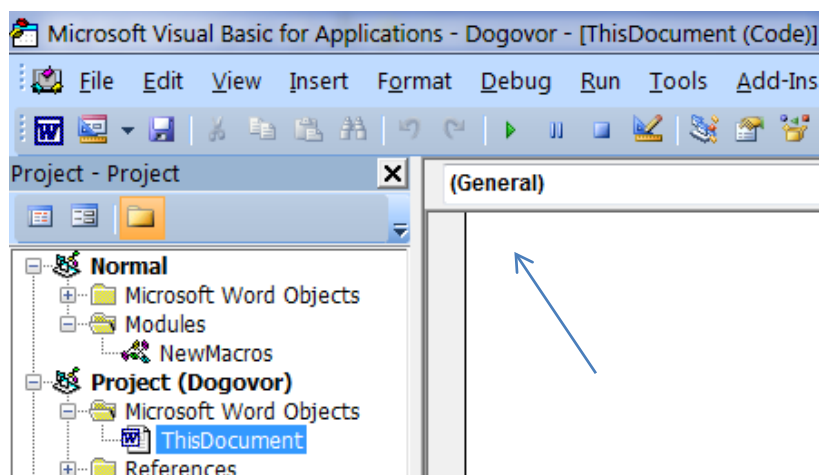 Microsoft Visual Basic for Applications - Dogovor - [ThisDocument (Code)]
File Edit View Insert Format Debug Run Tools Add-Ins
Project - Project
(General)
Normal
Microsoft Word Objects
Modules
NewMacros
Project (Dogovor)
Microsoft Word Objects
ThisDocument
References